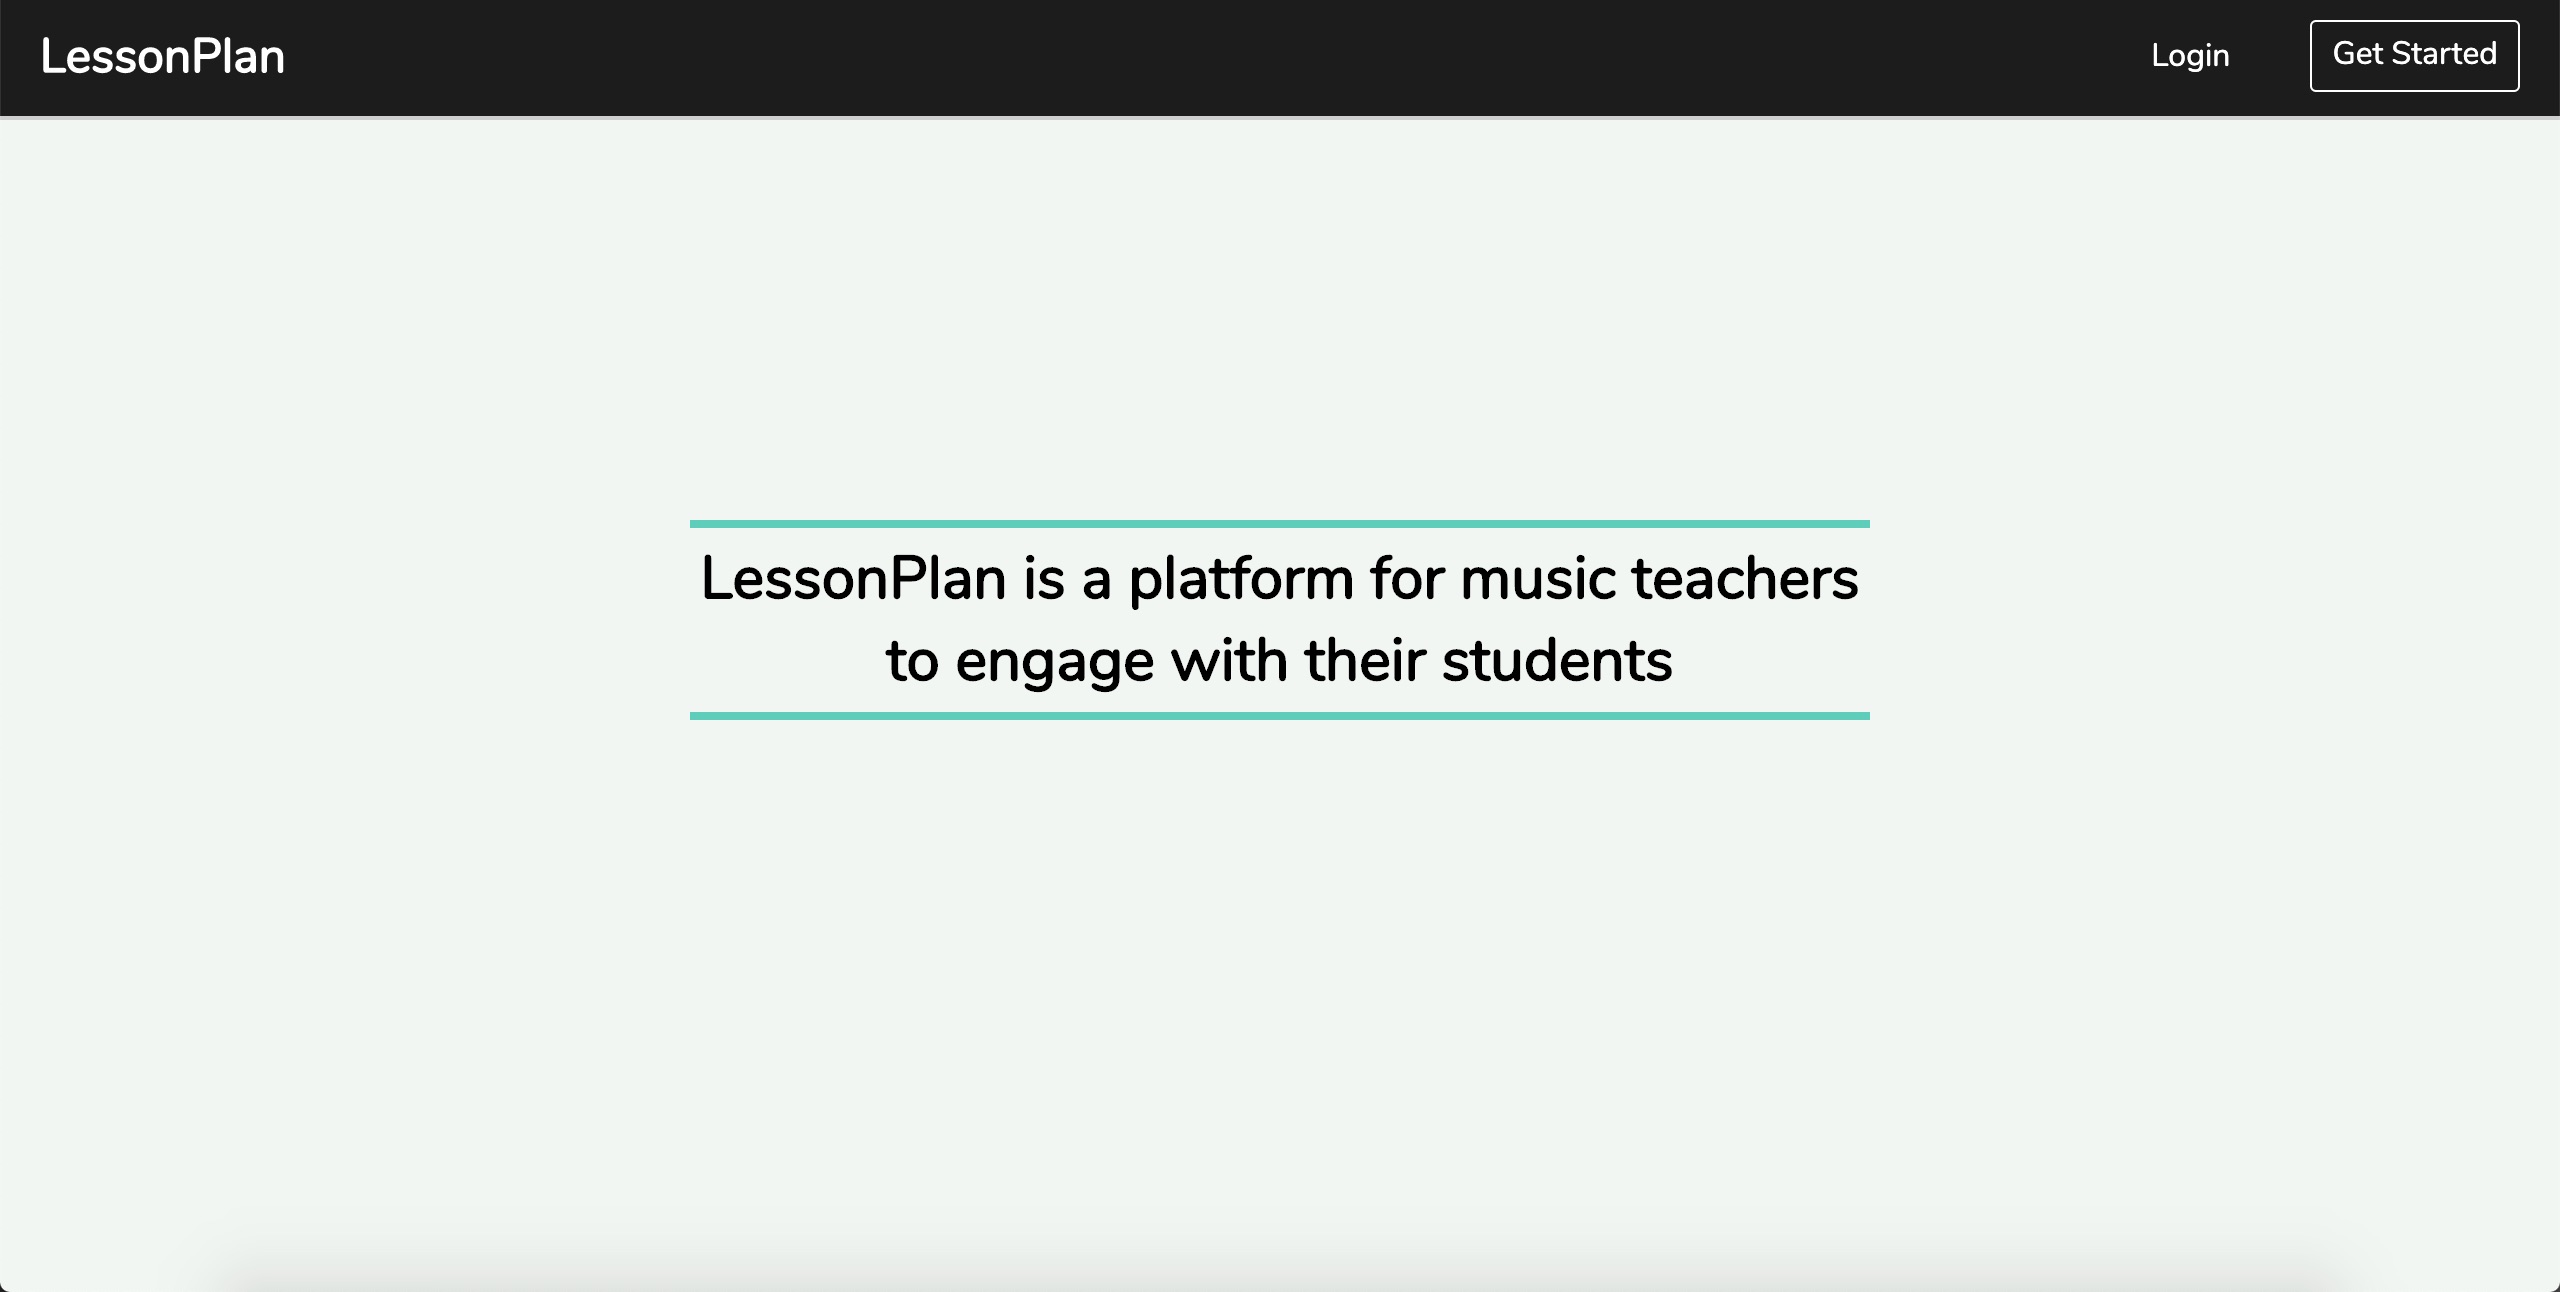 LessonPlan
Login
Get Started
LessonPlan is a platform for music teachers
to engage with their students